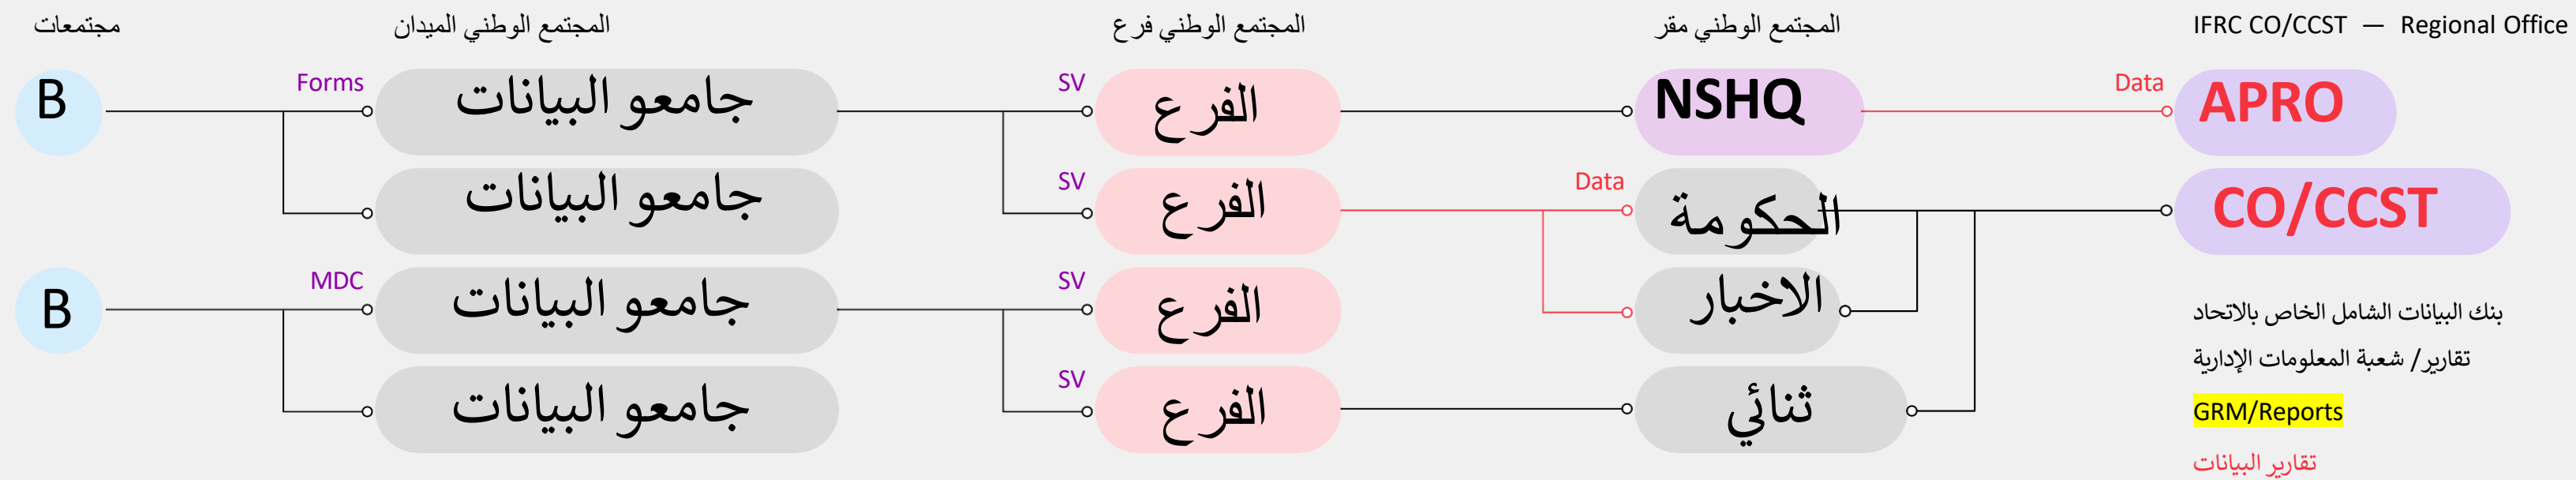 مجتمعات
المجتمع الوطني الميدان
المجتمع الوطني فرع
المجتمع الوطني مقر
IFRC CO/CCST — Regional Office
B
Forms
جامعو البيانات
SV
الفرع
NSHQ
Data
APRO
جامعو البيانات
SV
الفرع
Data
الحكومة
CO/CCST
B
MDC
جامعو البيانات
SV
الفرع
الاخبار
جامعو البيانات
SV
الفرع
ثنائي
بنك البيانات الشامل الخاص بالاتحاد
تقارير/ شعبة المعلومات الإدارية
GRM/Reports
تقارير البيانات